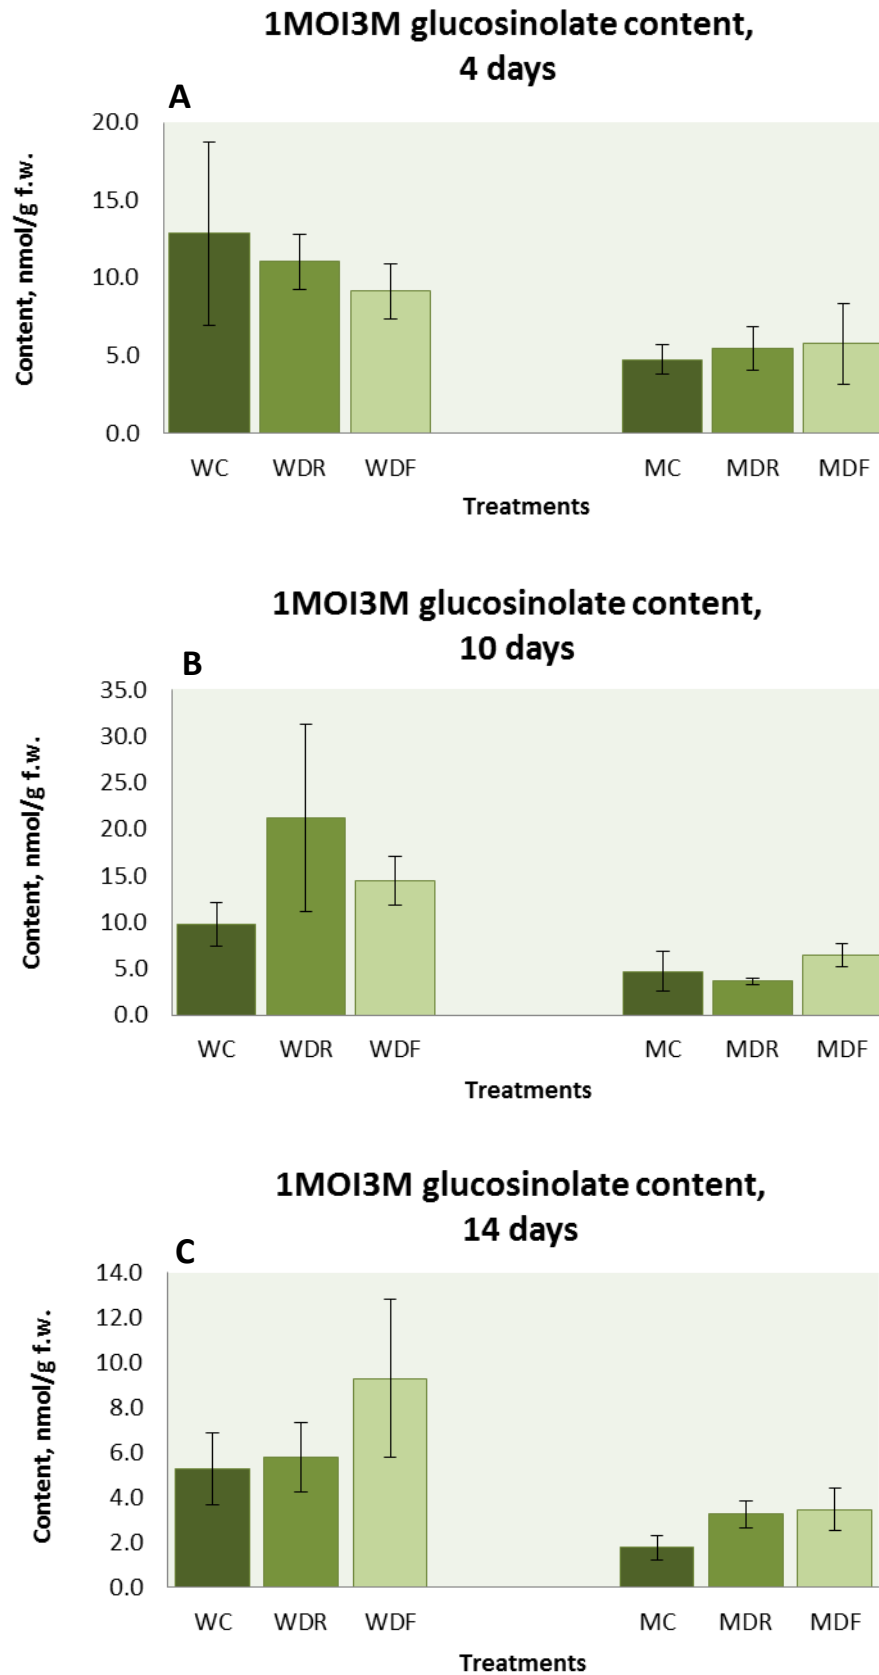 1MOI3M glucosinolate content,
4 days
A
Content, nmol/g f.w.
20.0
15.0
10.0
5.0
0.0
WC WDR WDF MC MDR MDF
Treatments
1MOI3M glucosinolate content,
10 days
B
Content, nmol/g f.w.
35.0
30.0
25.0
20.0
15.0
10.0
5.0
0.0
WC WDR WDF MC MDR MDF
Treatments
1MOI3M glucosinolate content,
14 days
C
Content, nmol/g f.w.
14.0
12.0
10.0
8.0
6.0
4.0
2.0
0.0
WC WDR WDF MC MDR MDF
Treatments